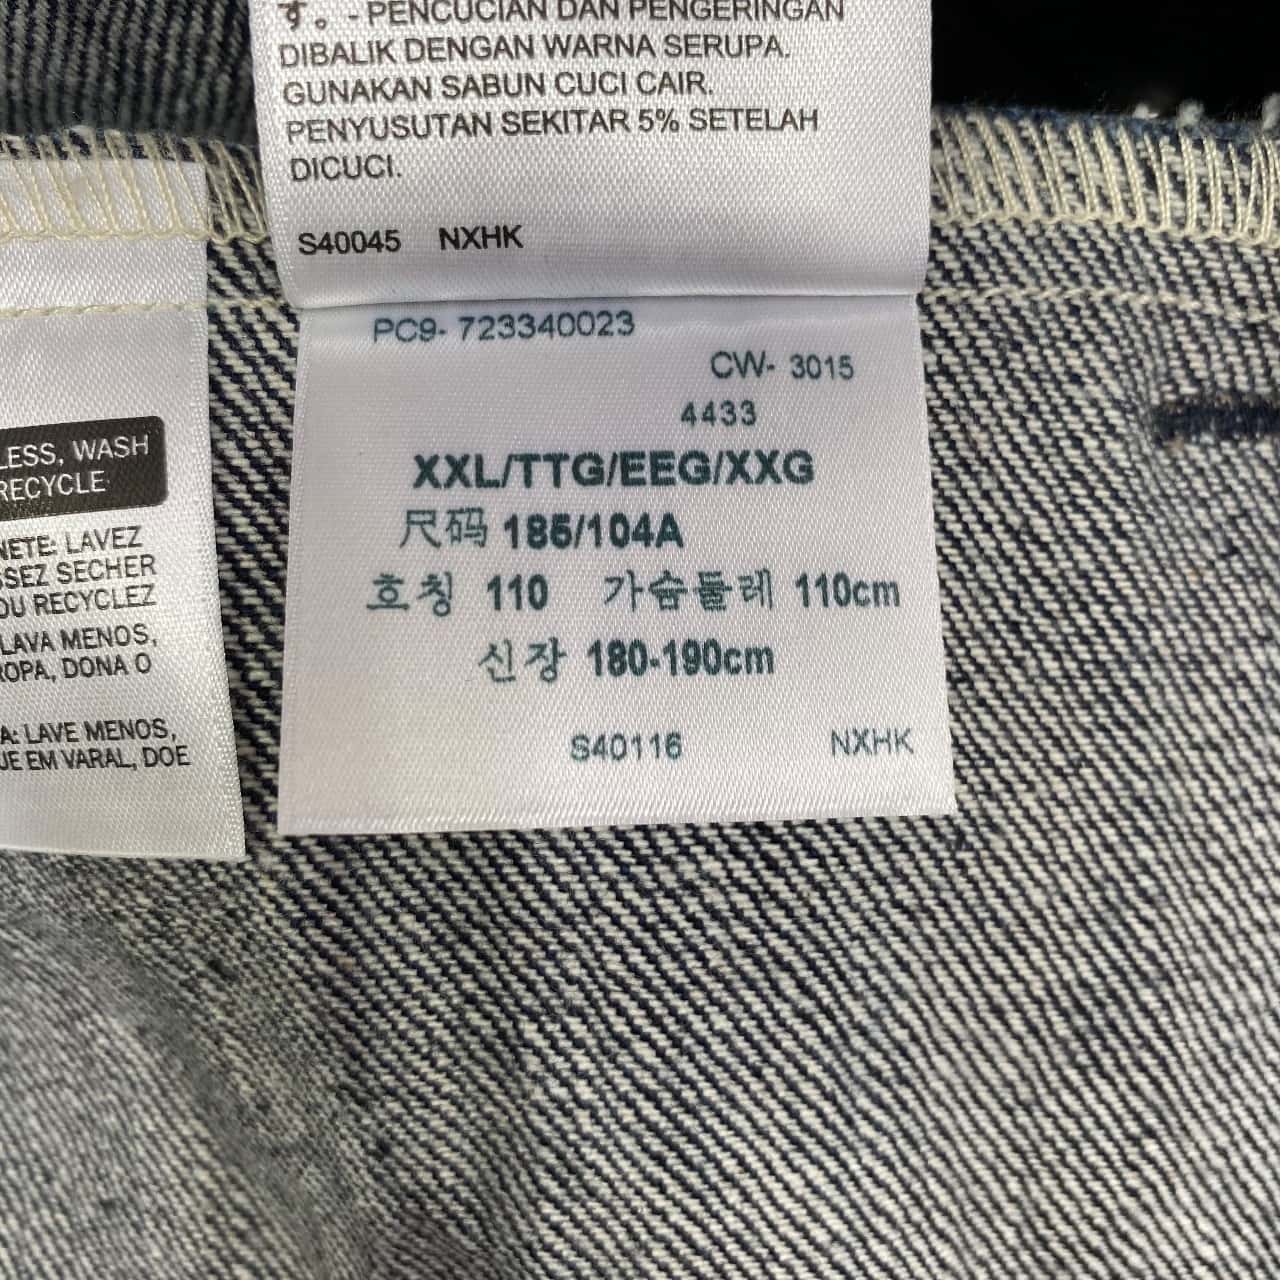 す。- PENCUCIAN DAN PENGERINGAN
DIBALIK DENGAN WARNA SERUPA.
GUNAKAN SABUN CUCI CAIR.
PENYUSUTAN SEKITAR 5% SETELAH
DICUCI.
S40045 NXHK
PC9- 723340023
CW- 3015
4433
XXL/TTG/EEG/XXG
尺码 185/104A
호칭 110 가슴둘레 110cm
신장 180-190cm
S40116 NXHK
LESS, WASH
RECYCLE
NETE: LAVEZ
SSEZ SECHER
OU RECYCLEZ
LAVA MENOS,
ROPA, DONA O
A: LAVE MENOS,
UE EM VARAL, DOE